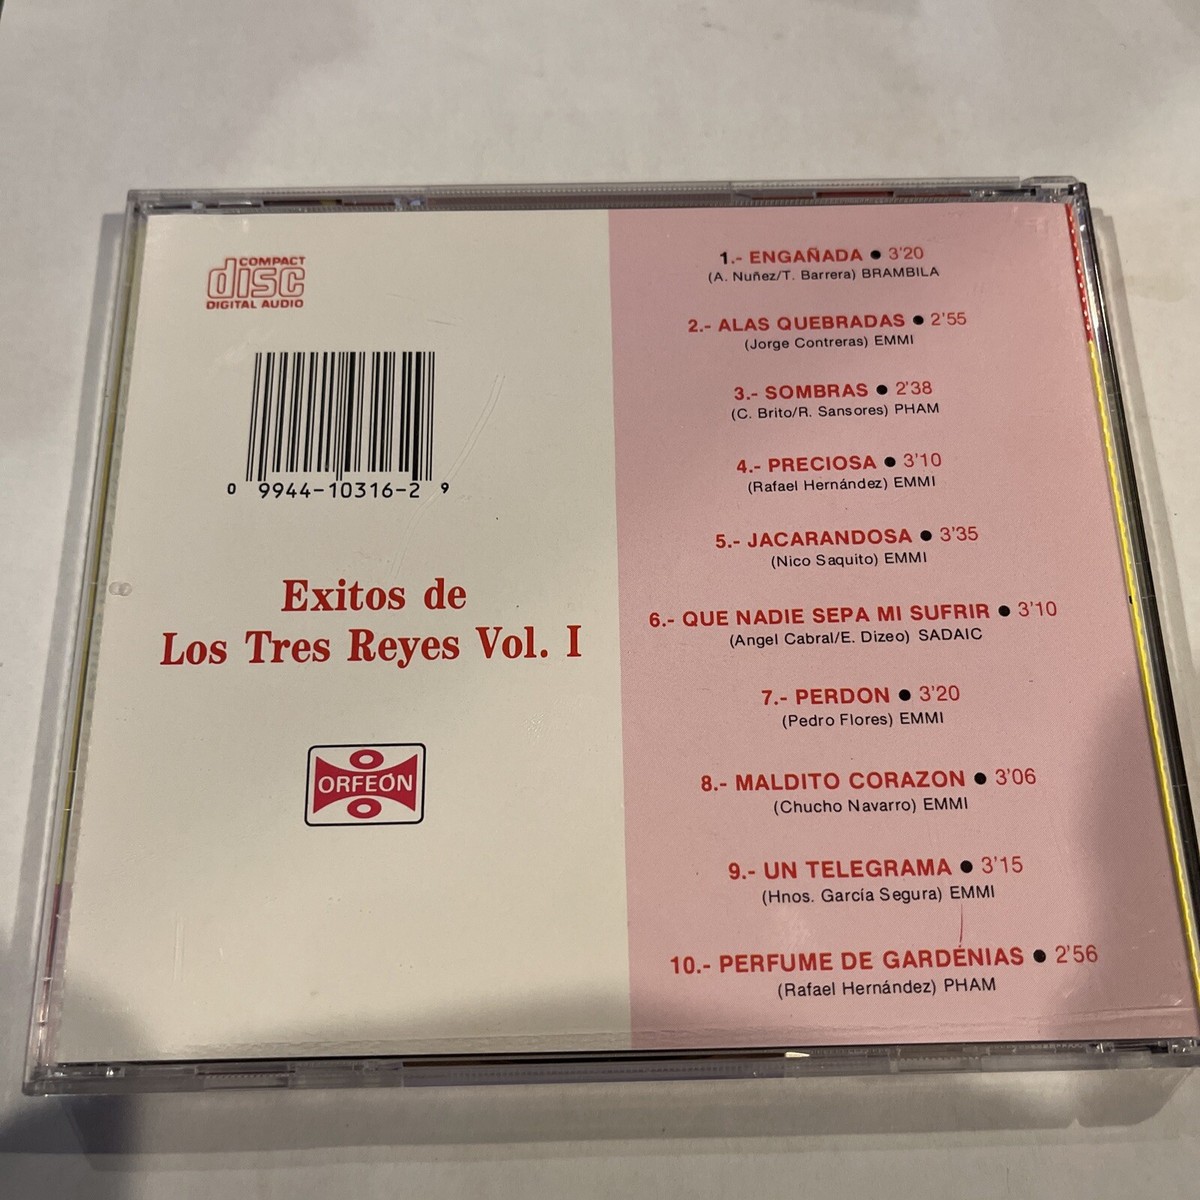 COMPACT
disc
DIGITAL AUDIO
0 9944-10316-2 9
Exitos de
Los Tres Reyes Vol. I
ORFEÓN
1.- ENGAÑADA ● 3'20
(A. Nuñez/T. Barrera) BRAMBILA
2.- ALAS QUEBRADAS ● 2'55
(Jorge Contreras) EMMI
3.- SOMBRAS ● 2'38
(C. Brito/R. Sansores) PHAM
4.- PRECIOSA ● 3'10
(Rafael Hernández) EMMI
5.- JACARANDOSA ● 3'35
(Nico Saquito) EMMI
6.- QUE NADIE SEPA MI SUFRIR ● 3'10
(Angel Cabral/E. Dizeo) SADAIC
7.- PERDON ● 3'20
(Pedro Flores) EMMI
8.- MALDITO CORAZON ● 3'06
(Chucho Navarro) EMMI
9.- UN TELEGRAMA ● 3'15
(Hnos. García Segura) EMMI
10.- PERFUME DE GARDENIAS ● 2'56
(Rafael Hernández) PHAM